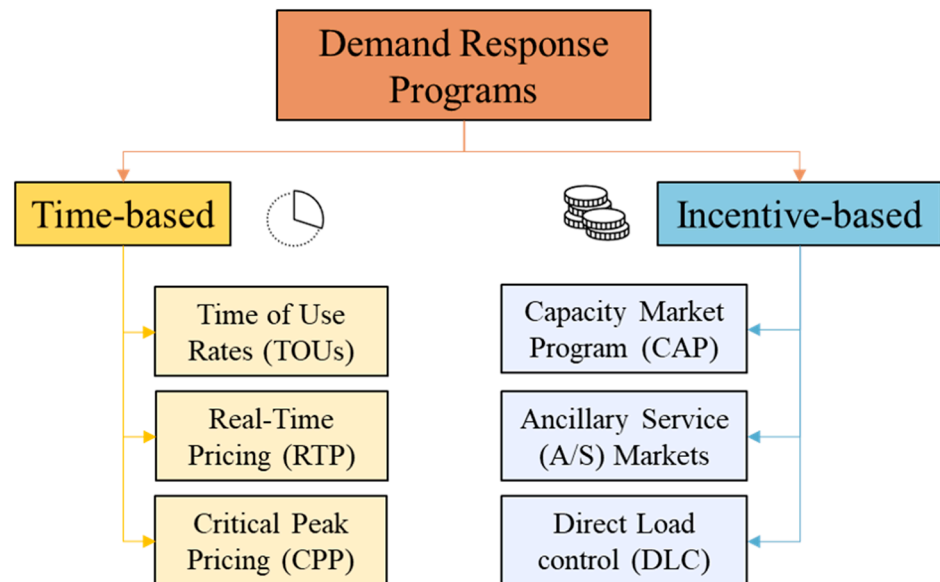 Demand Response
Programs
Time-based
Incentive-based
Time of Use
Rates (TOUs)
Real-Time
Pricing (RTP)
Critical Peak
Pricing (CPP)
Capacity Market
Program (CAP)
Ancillary Service
(A/S) Markets
Direct Load
control (DLC)